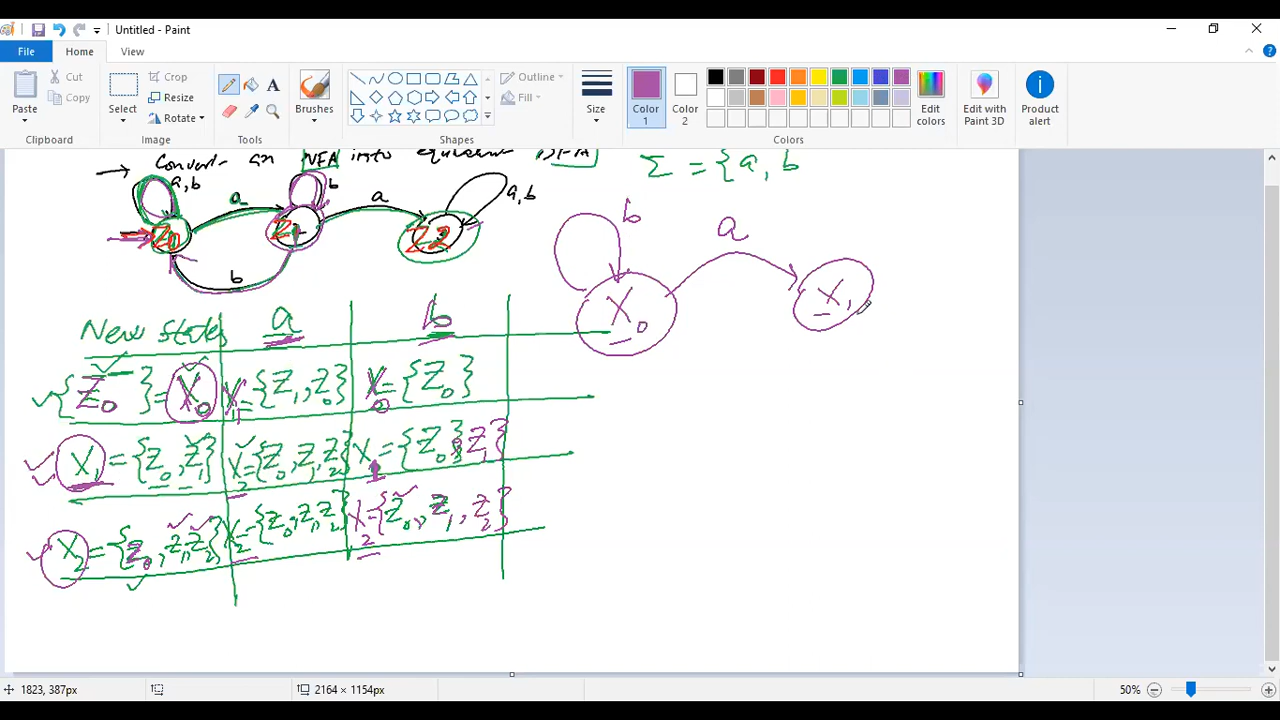 Untitled - Paint
File Home View
Paste Cut Copy Select Crop Resize Rotate Brushes Outline Fill Size Color 1 Color 2 Edit colors Edit with Paint 3D Product alert
Clipboard Image Tools Shapes Colors
→ Convert an NFA into equivalent DFA Σ = {a, b
a, b a b a a, b
Z0 Z1 Z2
b
b a
X0 X1
New states a b
{Z0} = X0 X1={Z1, Z0} X0={Z0}
X1 = {Z0, Z1} X2={Z0, Z1, Z2} X1={Z0, Z1}
X2 = {Z0, Z1, Z2} X2={Z0, Z1, Z2} X2={Z0, Z1, Z2}
1823, 387px 2164 × 1154px 50%